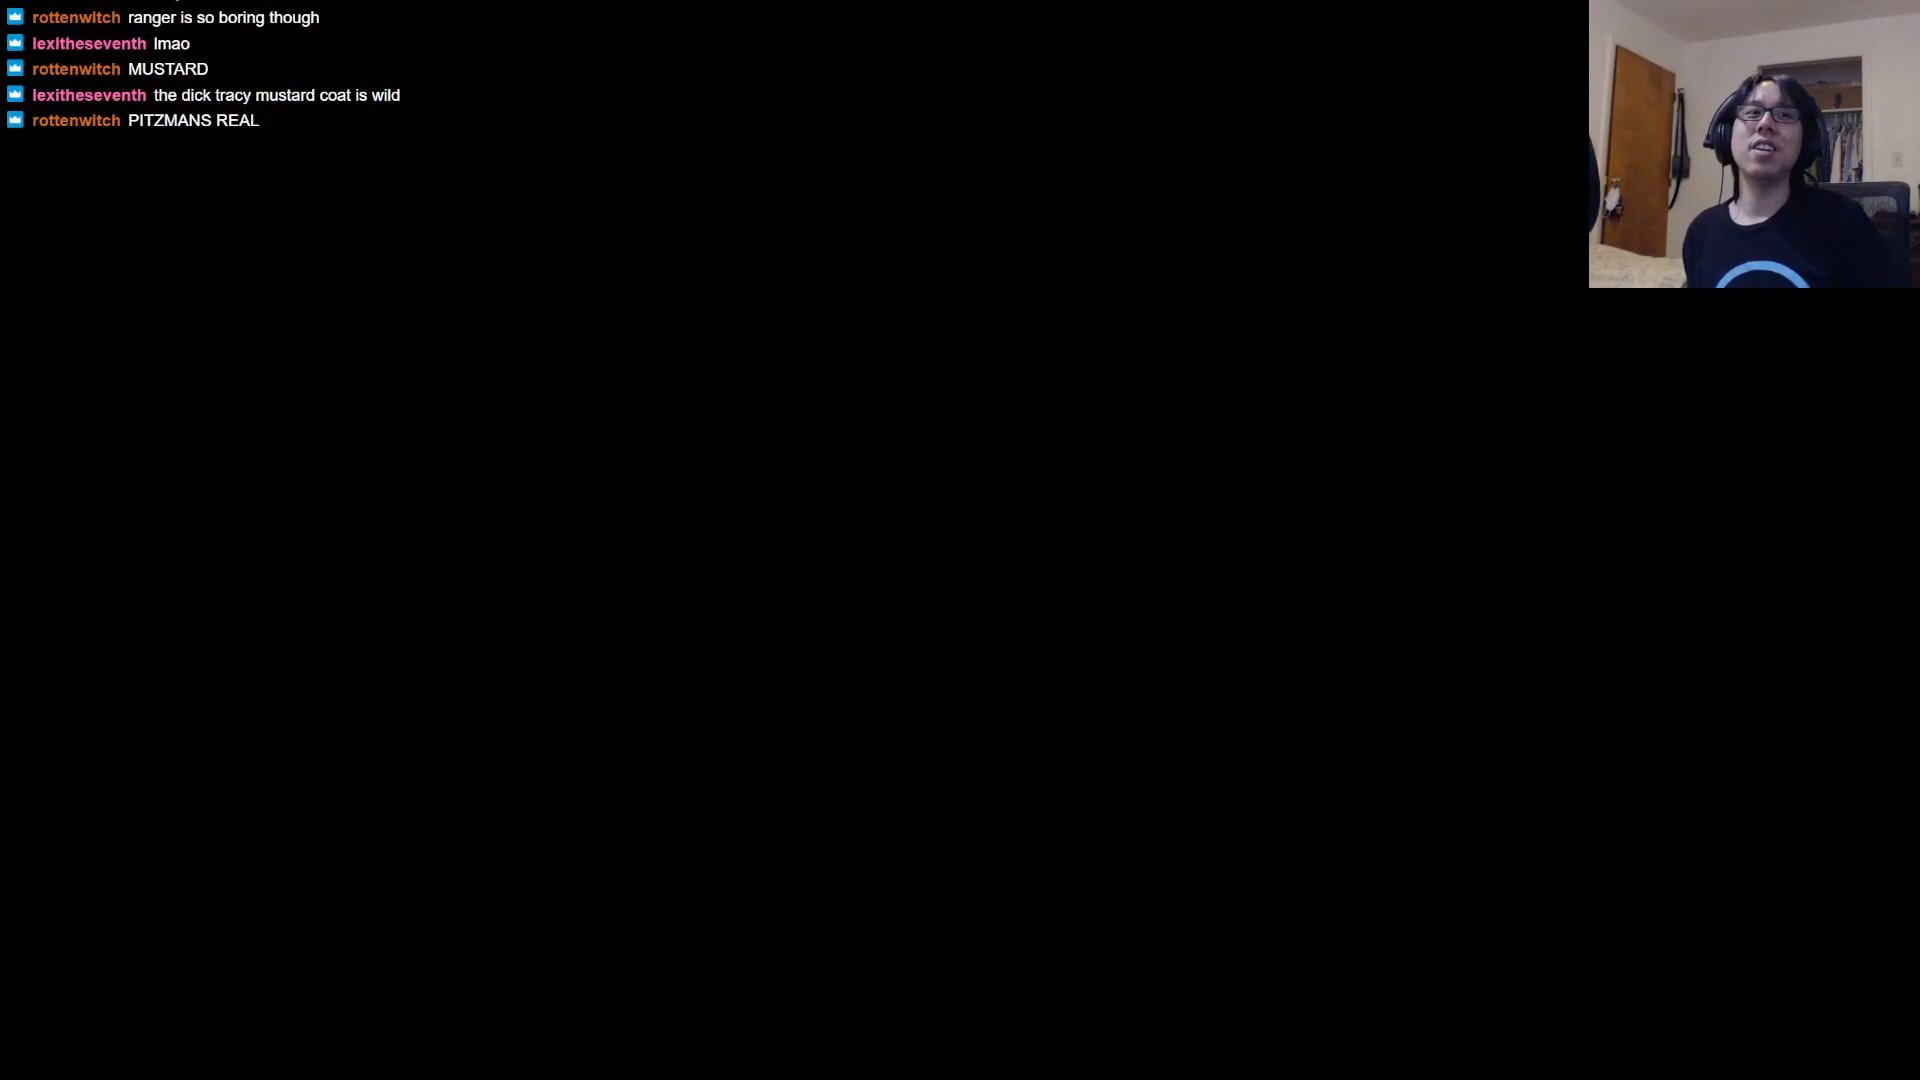 rottenwitch ranger is so boring though
lexitheseventh lmao
rottenwitch MUSTARD
lexitheseventh the dick tracy mustard coat is wild
rottenwitch PITZMANS REAL